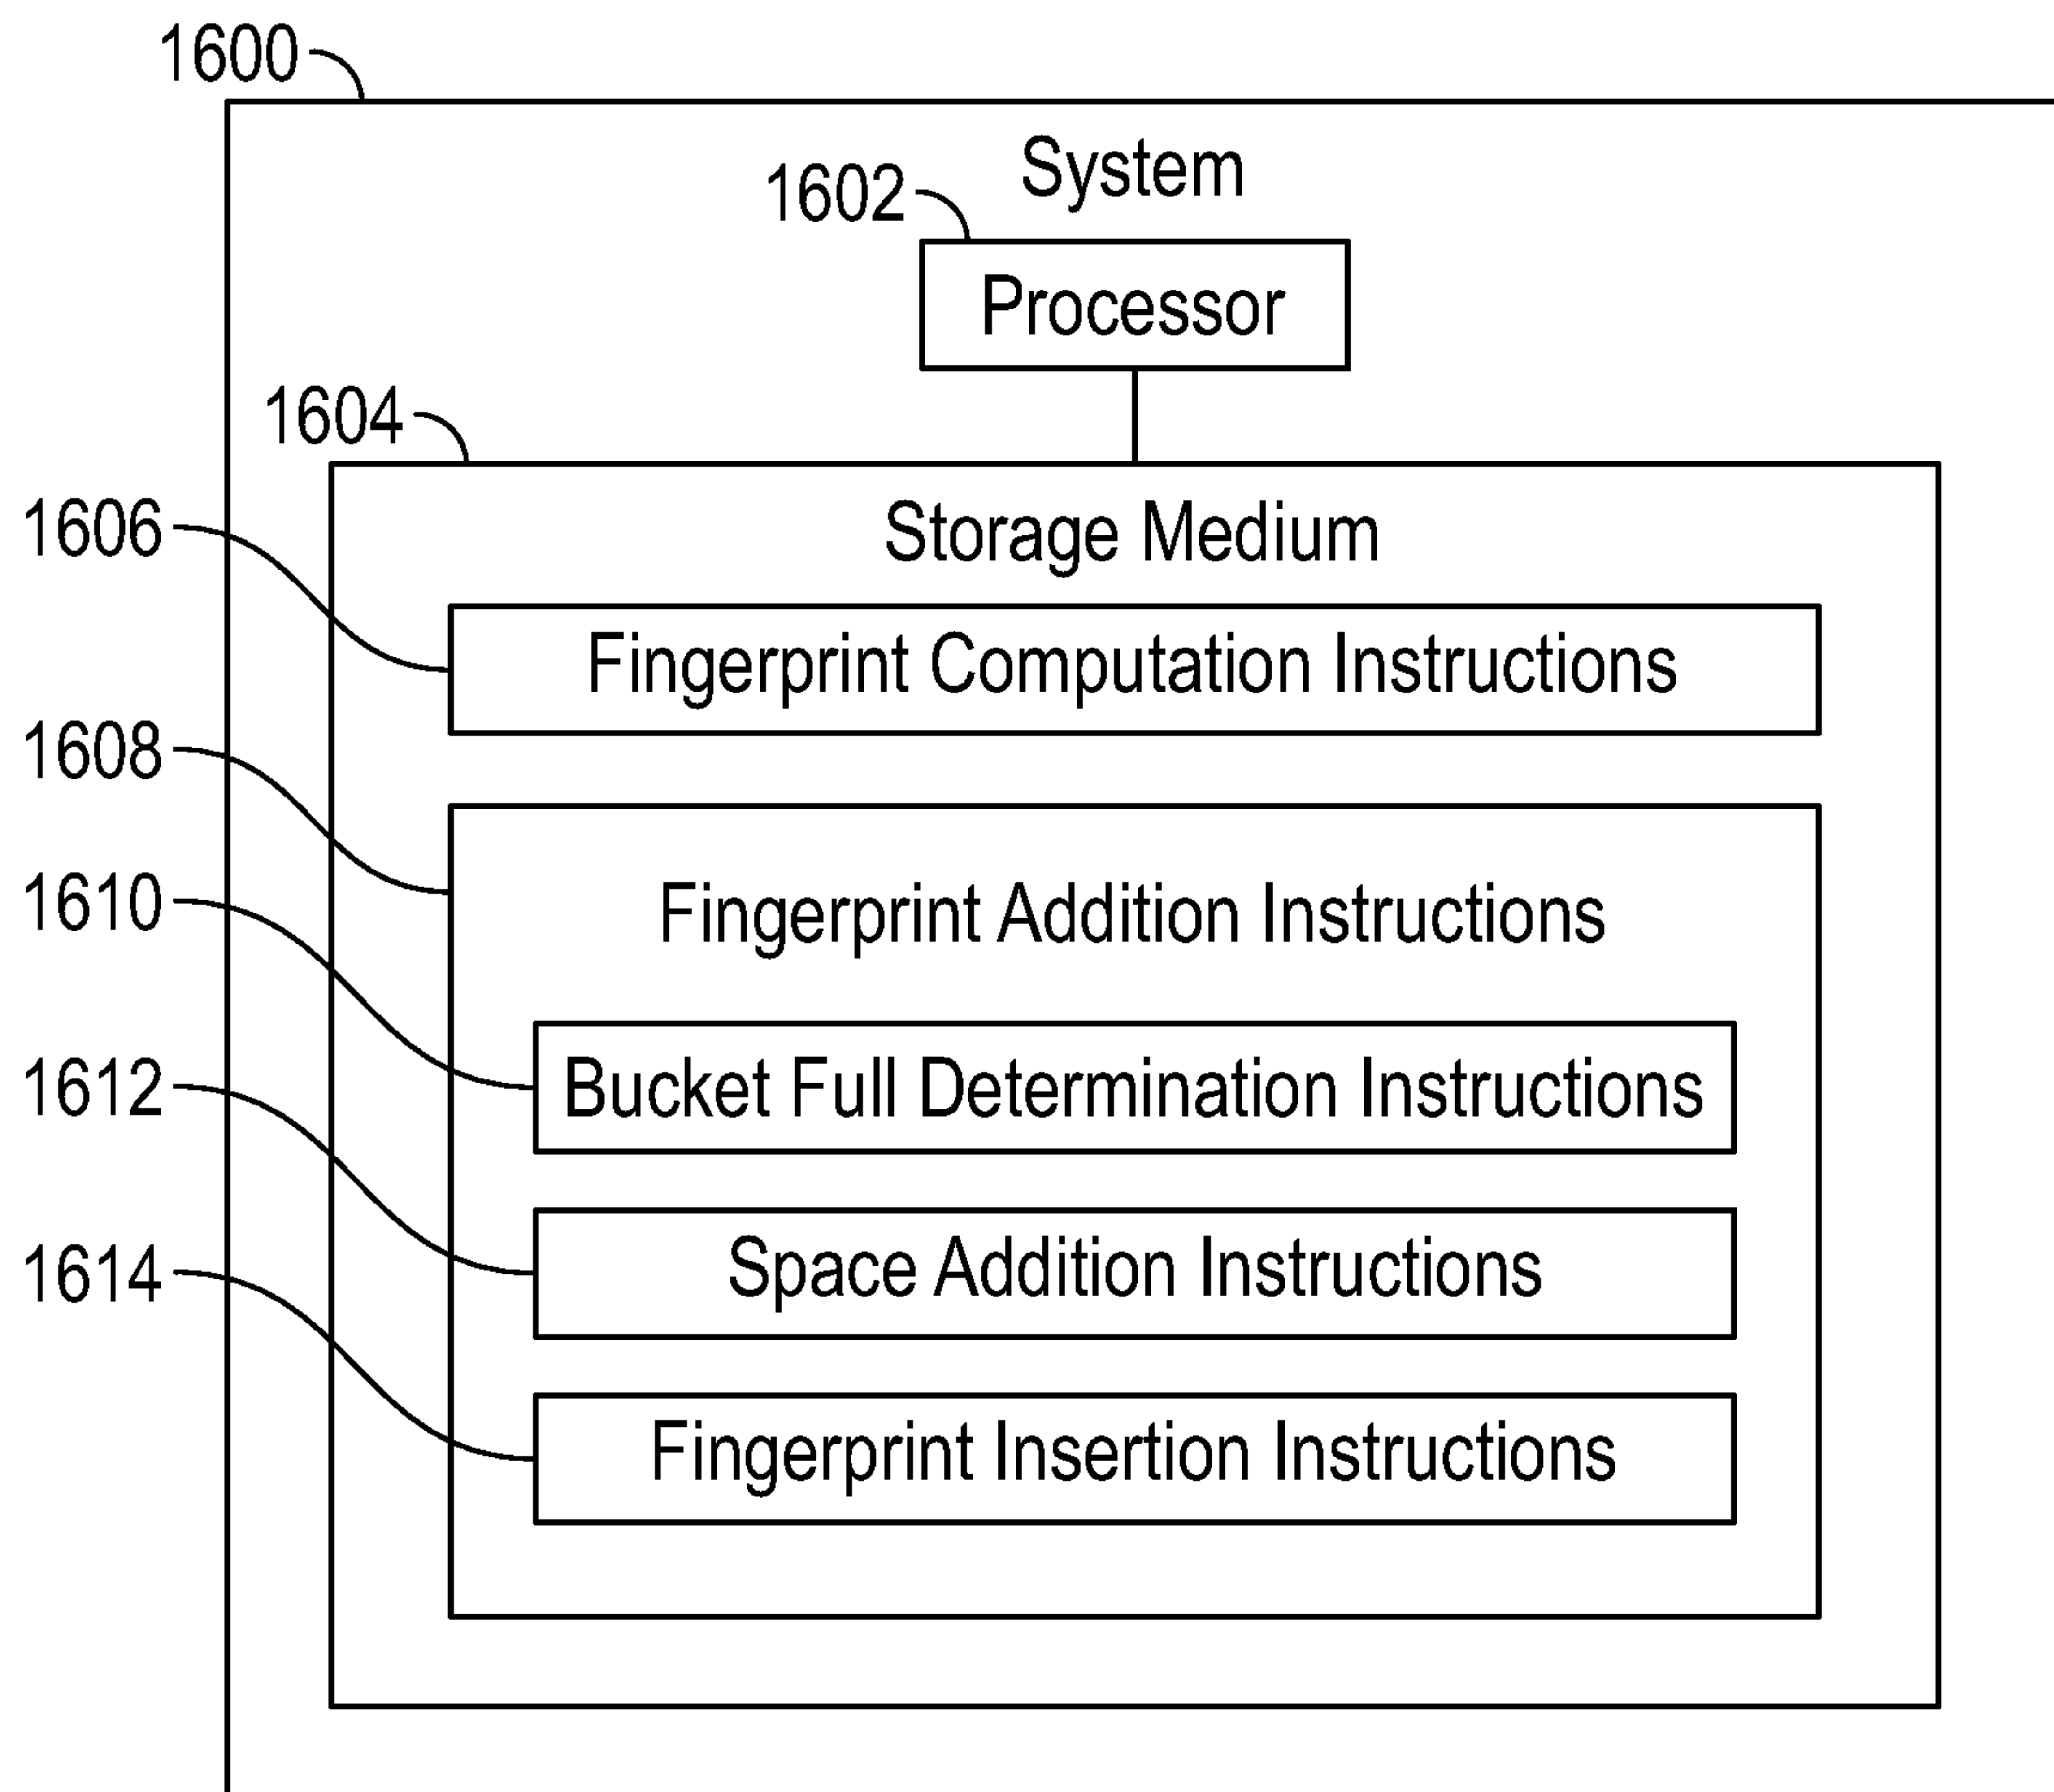 1600
System
1602
Processor
1604
Storage Medium
1606
Fingerprint Computation Instructions
1608
Fingerprint Addition Instructions
1610
Bucket Full Determination Instructions
1612
Space Addition Instructions
1614
Fingerprint Insertion Instructions